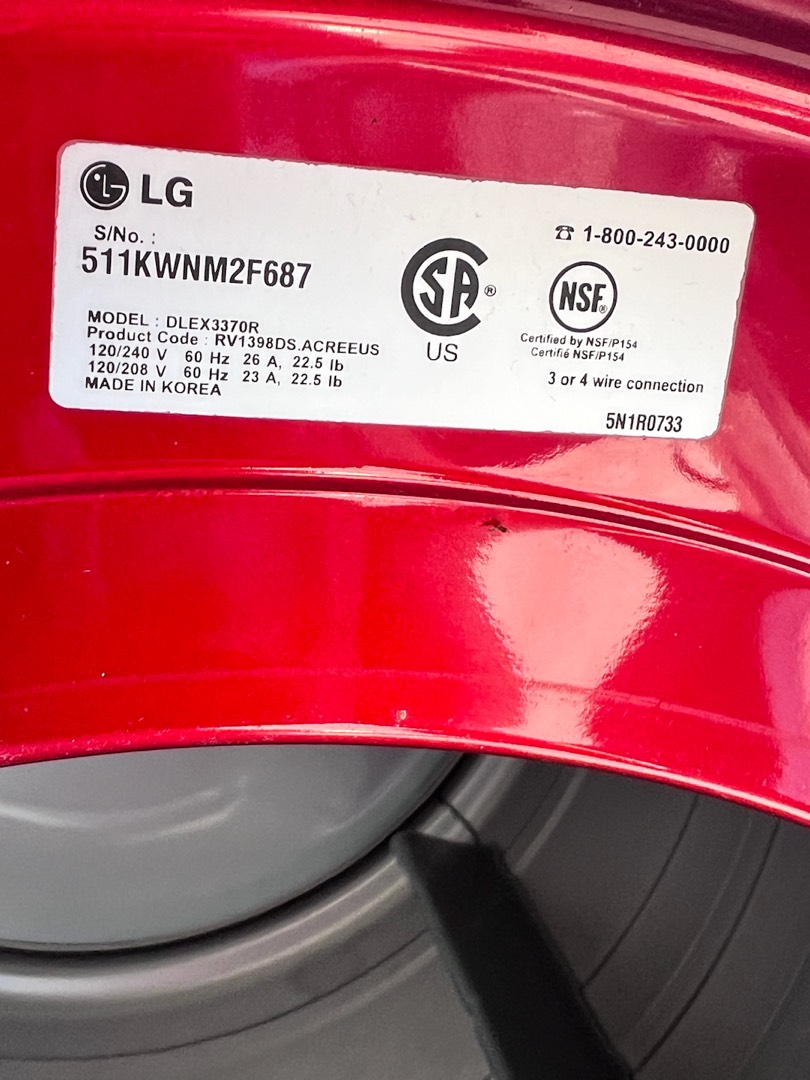 LG
S/No. :
511KWNM2F687
MODEL : DLEX3370R
Product Code : RV1398DS.ACREEUS
120/240 V 60 Hz 26 A, 22.5 lb
120/208 V 60 Hz 23 A, 22.5 lb
MADE IN KOREA
SA ®
US
☎ 1-800-243-0000
NSF®
Certified by NSF/P154
Certifié NSF/P154
3 or 4 wire connection
5N1R0733